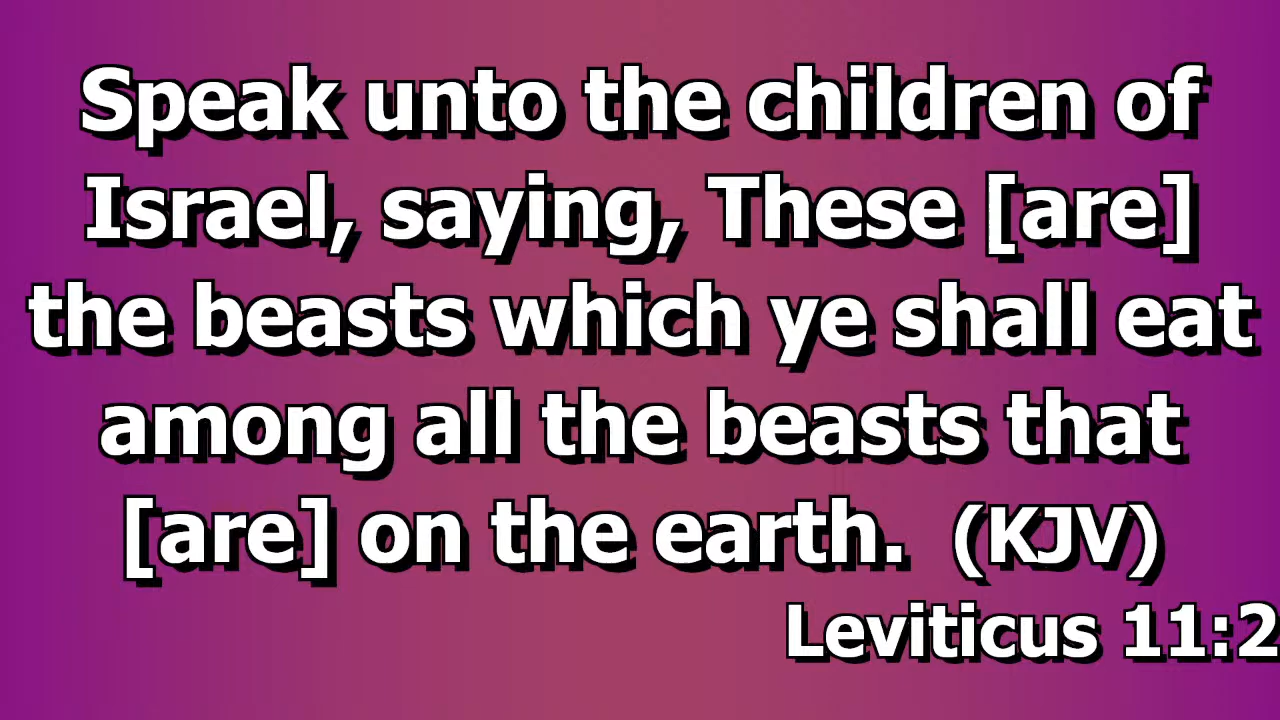 Speak unto the children of
Israel, saying, These [are]
the beasts which ye shall eat
among all the beasts that
[are] on the earth.  (KJV)
Leviticus 11:2